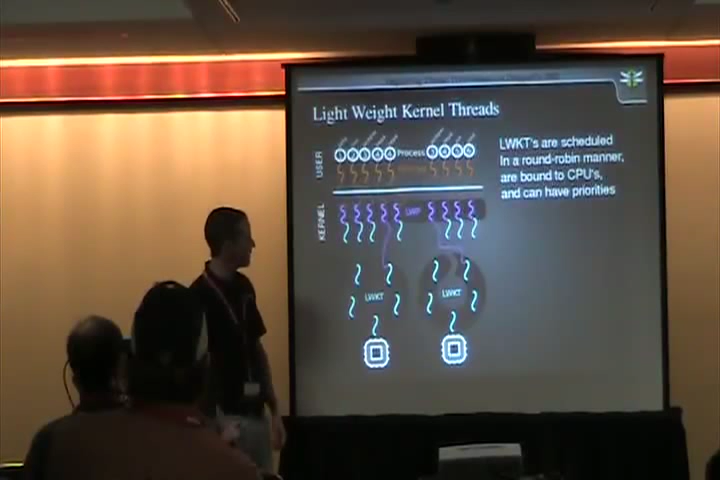 Light Weight Kernel Threads
LWKT's are scheduled
In a round-robin manner,
are bound to CPU's,
and can have priorities
USER
Process
KERNEL
LWP
LWKT
LWKT